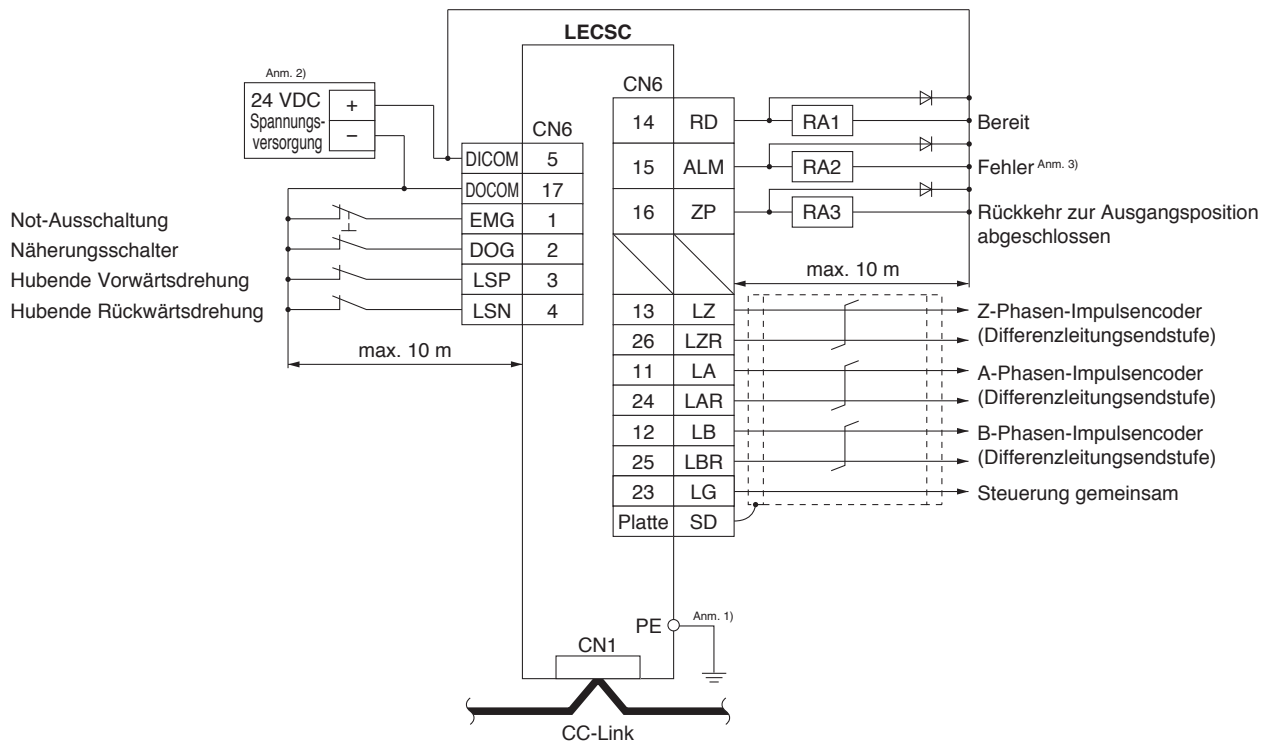 LECSC
Anm. 2)
24 VDC
Spannungs-
versorgung
+
−
CN6
DICOM 5
DOCOM 17
EMG 1
DOG 2
LSP 3
LSN 4
Not-Ausschaltung
Näherungsschalter
Hubende Vorwärtsdrehung
Hubende Rückwärtsdrehung
max. 10 m
CN6
14 RD RA1 Bereit
15 ALM RA2 Fehler Anm. 3)
16 ZP RA3 Rückkehr zur Ausgangsposition
abgeschlossen
max. 10 m
13 LZ Z-Phasen-Impulsencoder
26 LZR (Differenzleitungsendstufe)
11 LA A-Phasen-Impulsencoder
24 LAR (Differenzleitungsendstufe)
12 LB B-Phasen-Impulsencoder
25 LBR (Differenzleitungsendstufe)
23 LG Steuerung gemeinsam
Platte SD
PE Anm. 1)
CN1
CC-Link